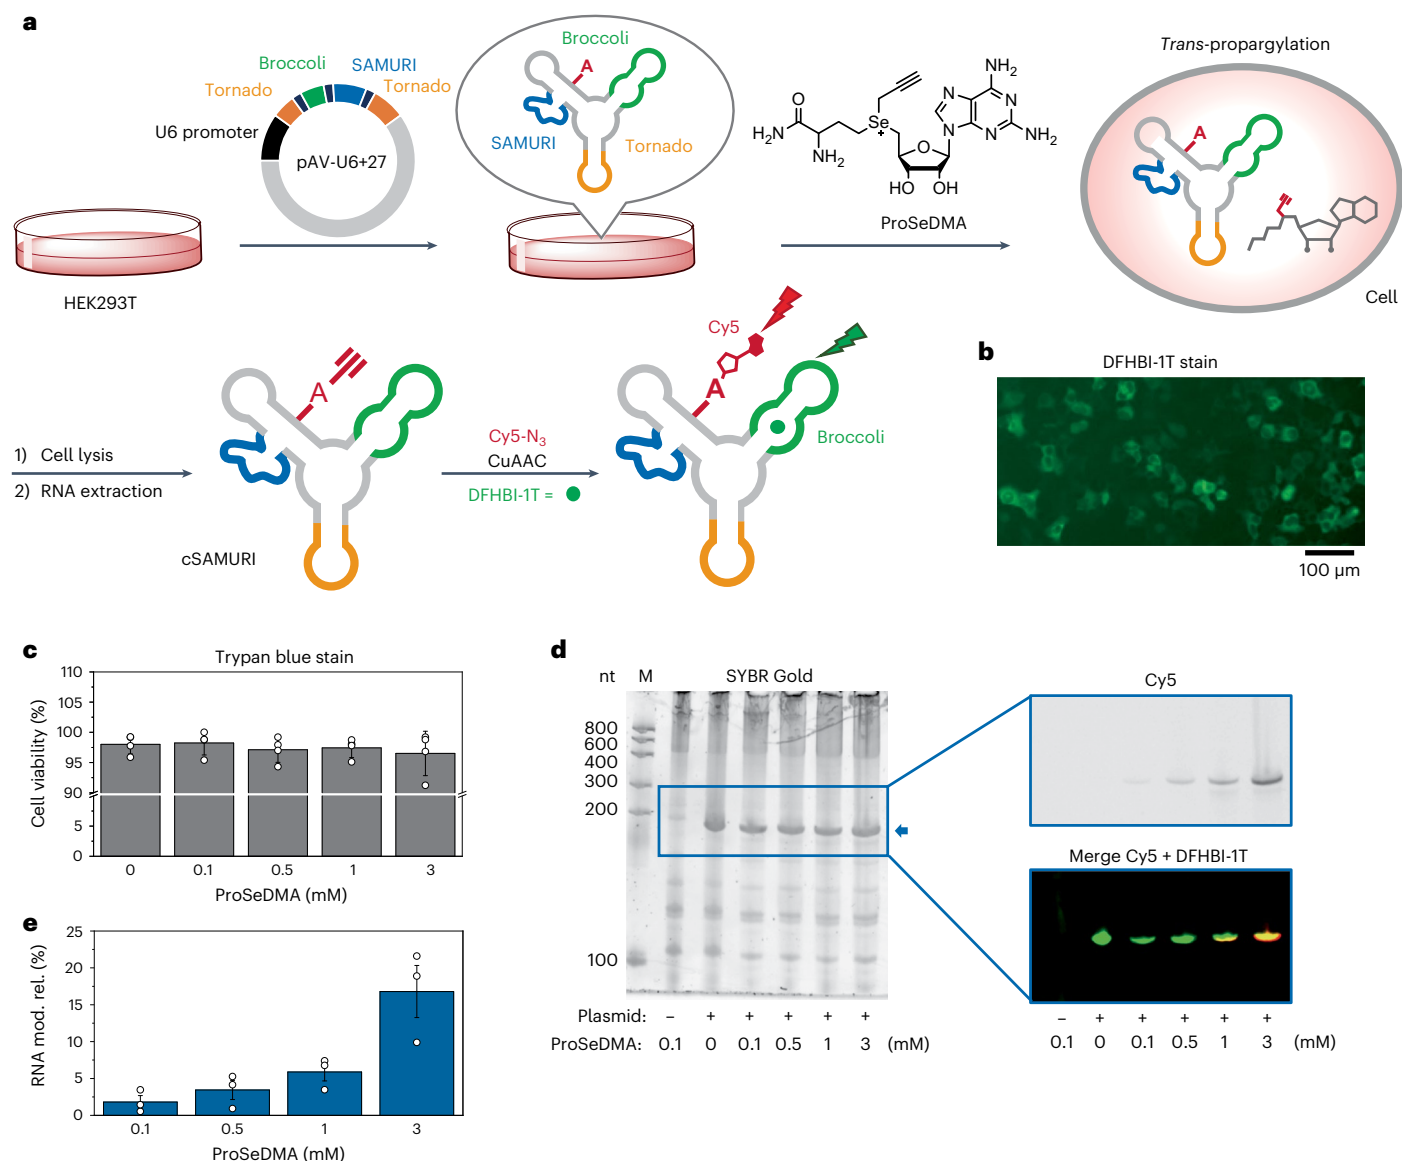 a
Broccoli
SAMURI
Tornado
Tornado
U6 promoter
pAV-U6+27
HEK293T
Broccoli
A
SAMURI
Tornado
O
H2N
NH2
Se
+
O
HO
OH
N
N
N
N
NH2
NH2
ProSeDMA
Trans-propargylation
A
Cell
1) Cell lysis
2) RNA extraction
A
cSAMURI
Cy5-N3
CuAAC
DFHBI-1T =
Cy5
A
Broccoli
b
DFHBI-1T stain
100 µm
c
Trypan blue stain
Cell viability (%)
110
105
100
95
90
5
0
0 0.1 0.5 1 3
ProSeDMA (mM)
d
nt M SYBR Gold
800
600
400
300
200
100
Plasmid: – + + + + +
ProSeDMA: 0.1 0 0.1 0.5 1 3 (mM)
Cy5
Merge Cy5 + DFHBI-1T
– + + + + +
0.1 0 0.1 0.5 1 3 (mM)
e
RNA mod. rel. (%)
25
20
15
10
5
0
0.1 0.5 1 3
ProSeDMA (mM)